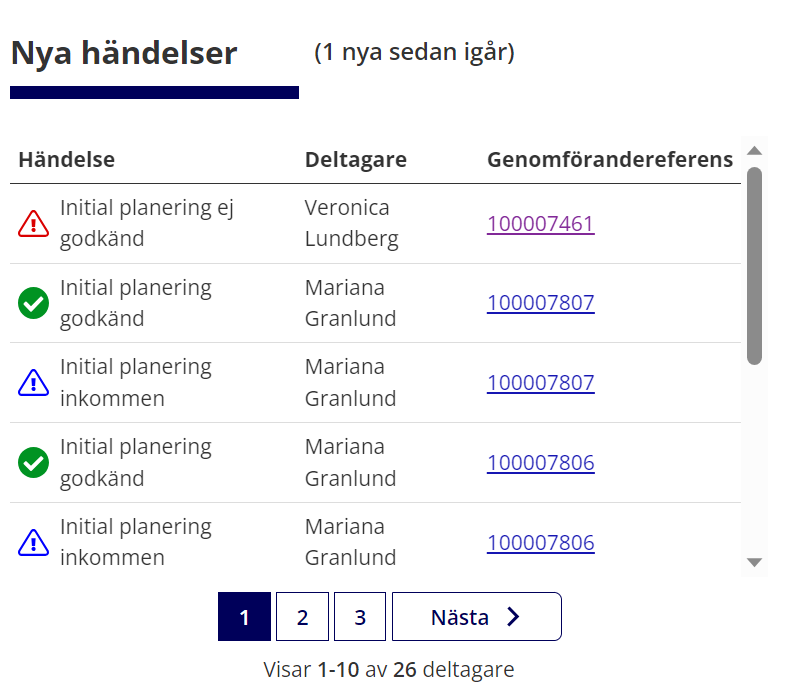 Nya händelser (1 nya sedan igår)
Händelse Deltagare Genomförandereferens
Initial planering ej godkänd Veronica Lundberg 100007461
Initial planering godkänd Mariana Granlund 100007807
Initial planering inkommen Mariana Granlund 100007807
Initial planering godkänd Mariana Granlund 100007806
Initial planering inkommen Mariana Granlund 100007806
1 2 3 Nästa
Visar 1-10 av 26 deltagare